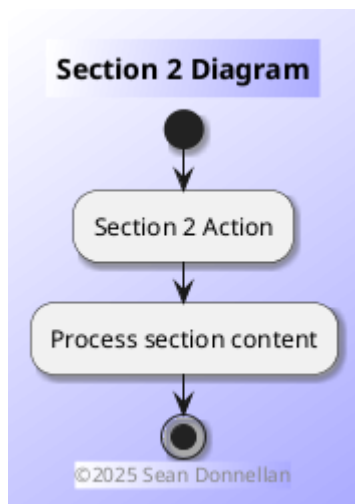 Section 2 Diagram
Section 2 Action
Process section content
©2025 Sean Donnellan